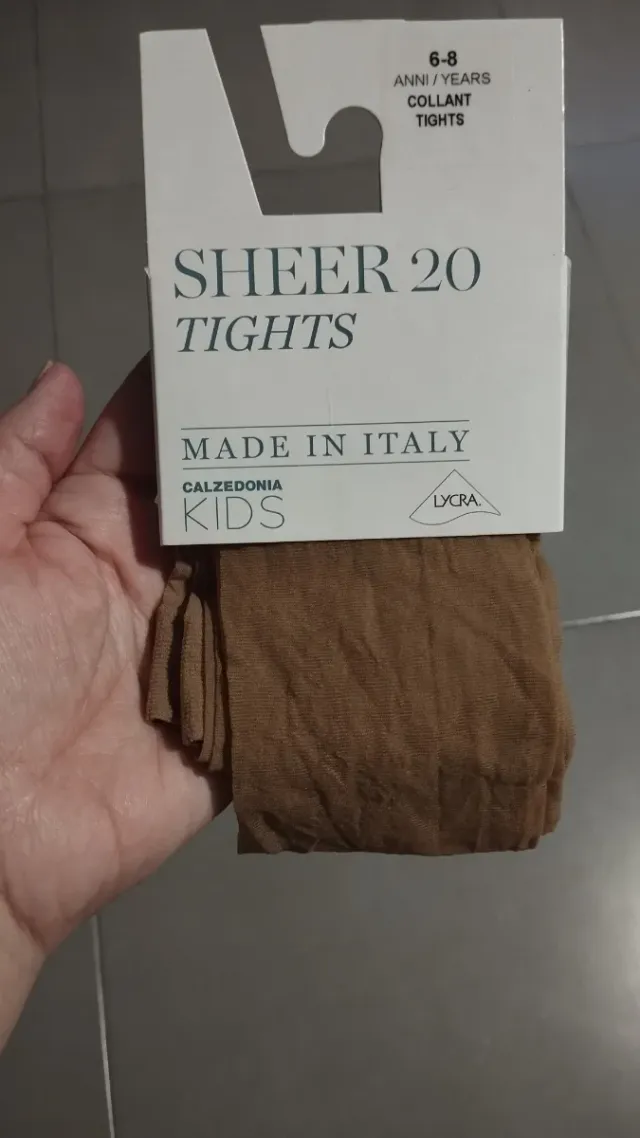 6-8
ANNI / YEARS
COLLANT
TIGHTS
SHEER 20
TIGHTS
MADE IN ITALY
CALZEDONIA
KIDS
LYCRA.